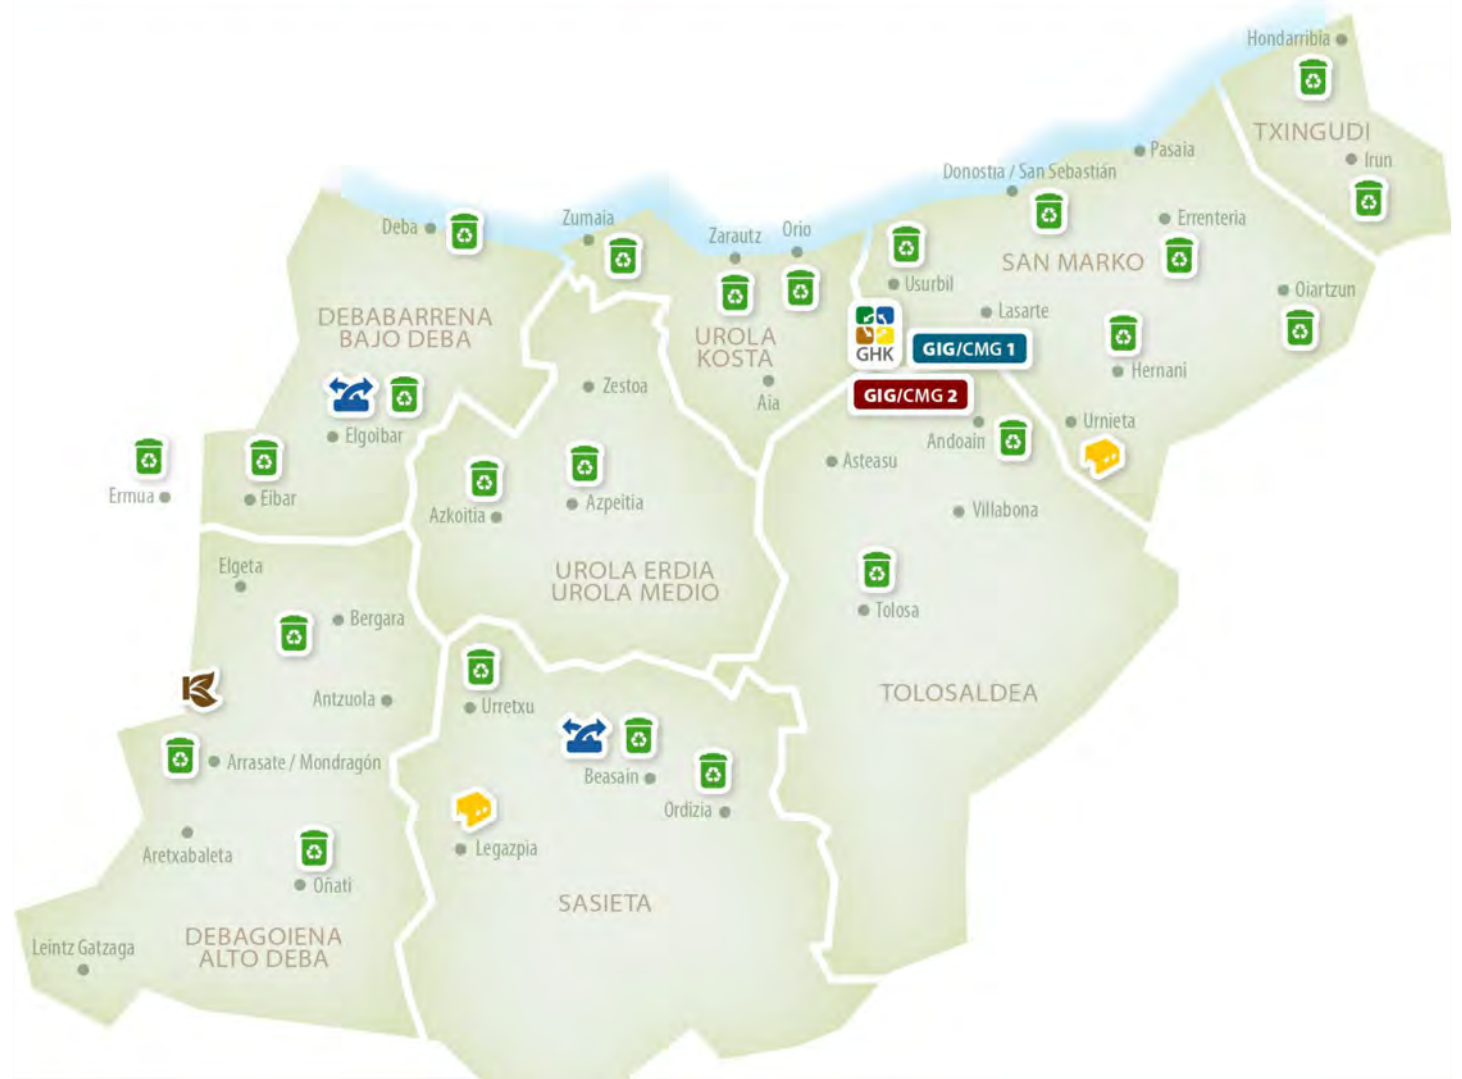 Hondarribia
TXINGUDI
Irun
Pasaia
Donostia / San Sebastián
Errenteria
SAN MARKO
Usurbil
Oiartzun
Lasarte
Hernani
Urnieta
GHK
GIG/CMG 1
GIG/CMG 2
Deba
Zumaia
Zarautz
Orio
DEBABARRENA
BAJO DEBA
UROLA
KOSTA
Aia
Zestoa
Elgoibar
Eibar
Ermua
Azkoitia
Azpeitia
UROLA ERDIA
UROLA MEDIO
Andoain
Asteasu
Villabona
Tolosa
TOLOSALDEA
Elgeta
Bergara
K
Antzuola
Arrasate / Mondragón
Aretxabaleta
Oñati
DEBAGOIENA
ALTO DEBA
Leintz Gatzaga
Urretxu
Beasain
Ordizia
Legazpia
SASIETA